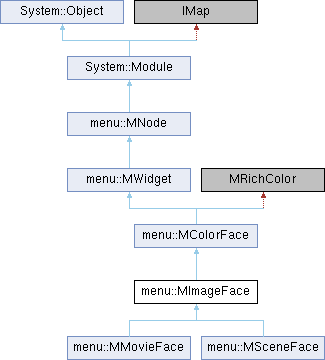 System::Object
IMap
System::Module
menu::MNode
menu::MWidget
MRichColor
menu::MColorFace
menu::MImageFace
menu::MMovieFace
menu::MSceneFace